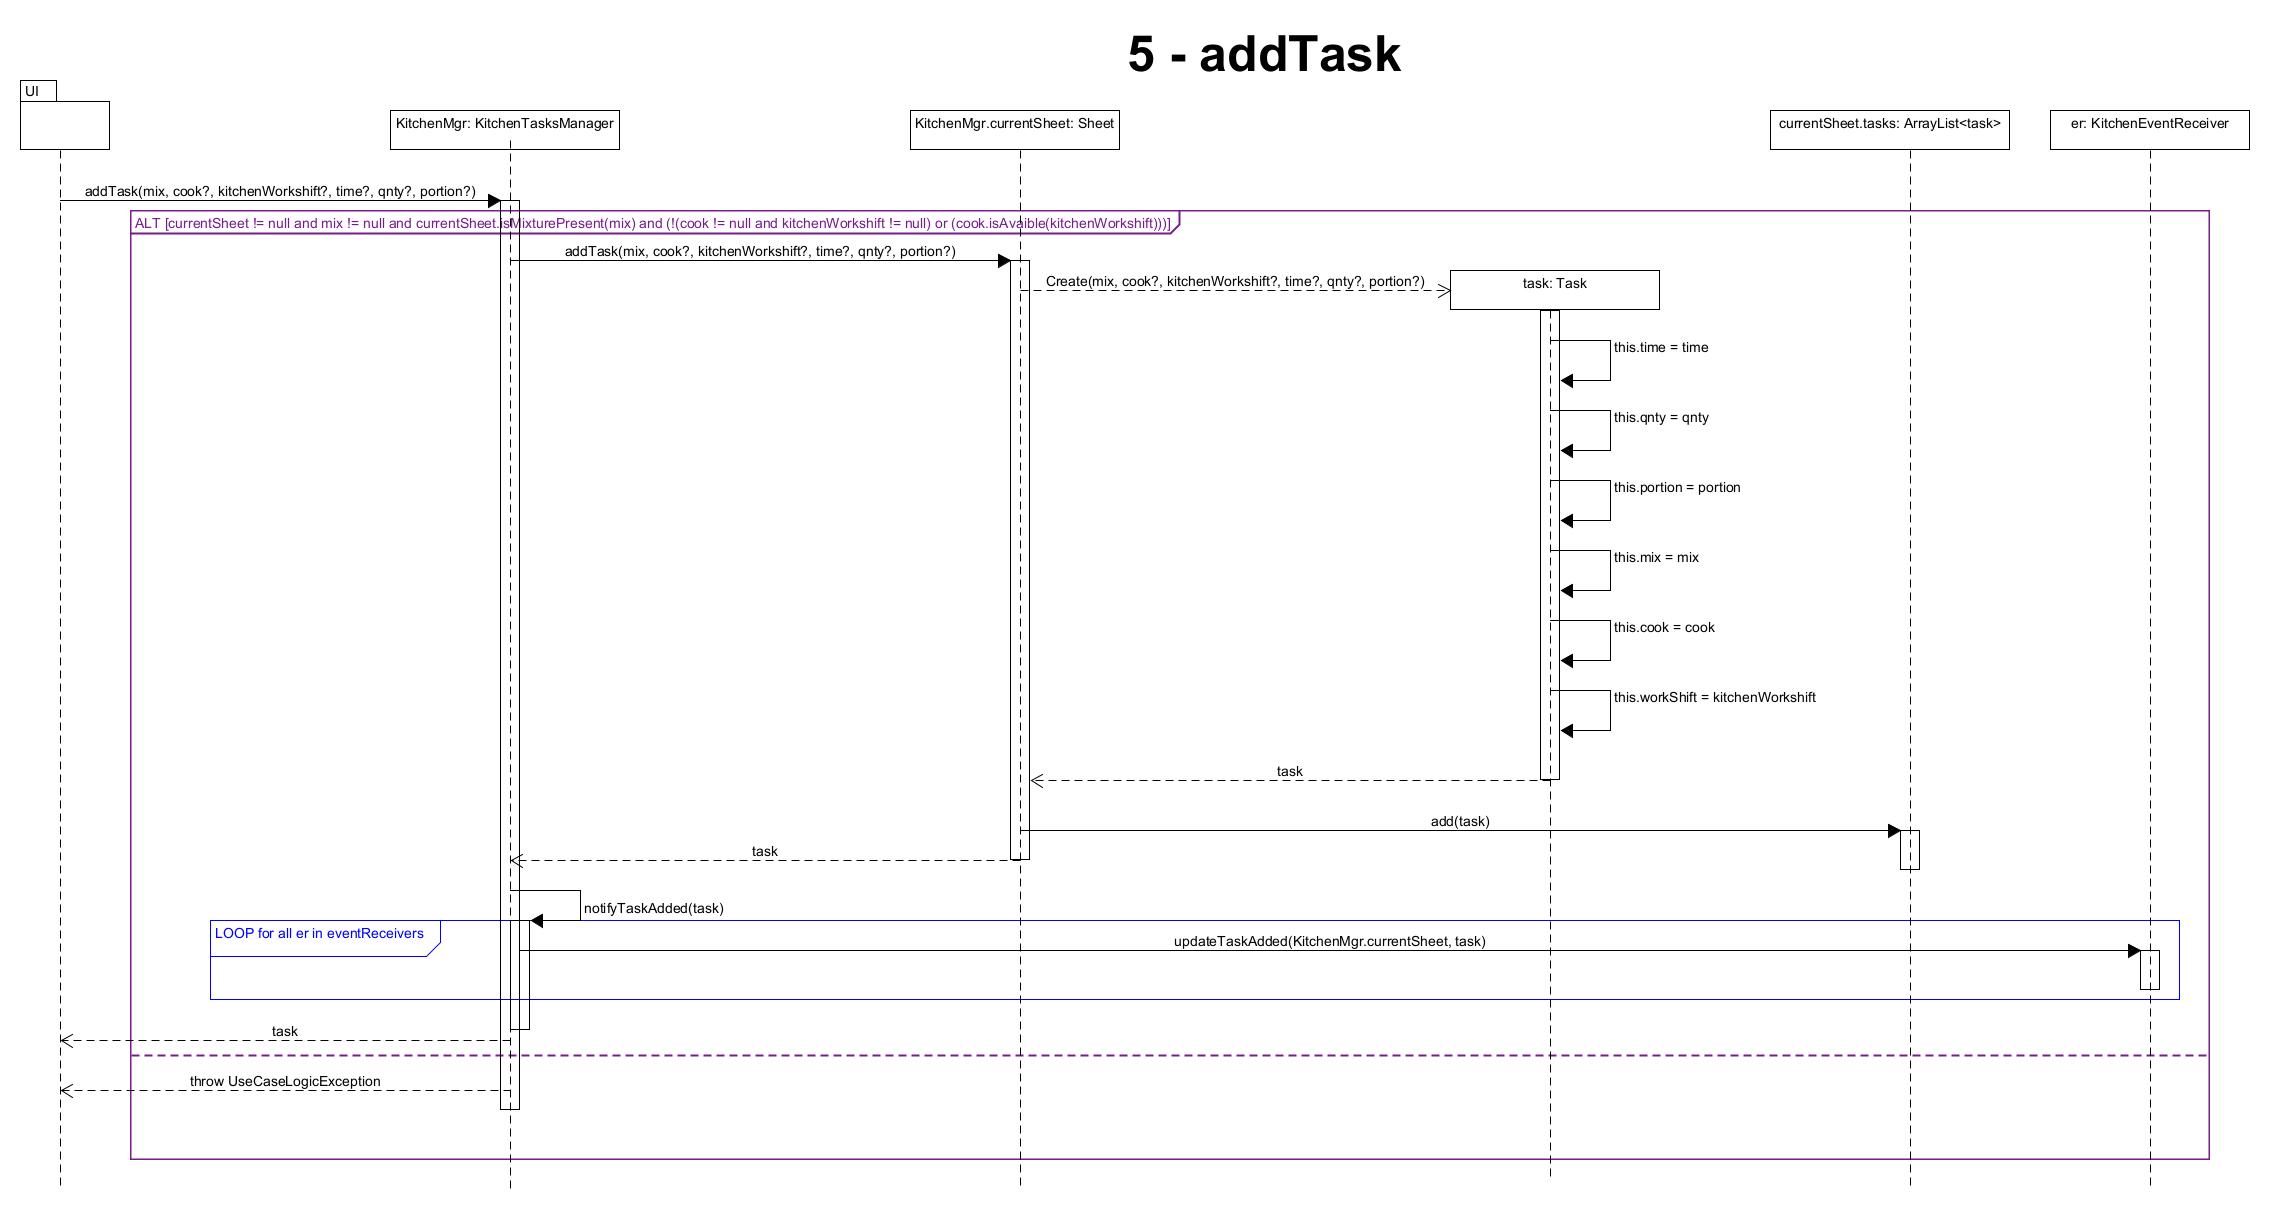 5 - addTask
UI
KitchenMgr: KitchenTasksManager
KitchenMgr.currentSheet: Sheet
currentSheet.tasks: ArrayList<task>
er: KitchenEventReceiver
addTask(mix, cook?, kitchenWorkshift?, time?, qnty?, portion?)
ALT [currentSheet != null and mix != null and currentSheet.isMixturePresent(mix) and (!(cook != null and kitchenWorkshift != null) or (cook.isAvaible(kitchenWorkshift)))]
addTask(mix, cook?, kitchenWorkshift?, time?, qnty?, portion?)
Create(mix, cook?, kitchenWorkshift?, time?, qnty?, portion?)
task: Task
this.time = time
this.qnty = qnty
this.portion = portion
this.mix = mix
this.cook = cook
this.workShift = kitchenWorkshift
task
add(task)
task
notifyTaskAdded(task)
LOOP for all er in eventReceivers
updateTaskAdded(KitchenMgr.currentSheet, task)
task
throw UseCaseLogicException